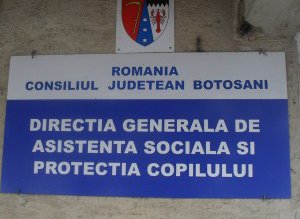 ROMANIA
CONSILIUL JUDETEAN BOTOSANI
DIRECTIA GENERALA DE
ASISTENTA SOCIALA SI
PROTECTIA COPILULUI